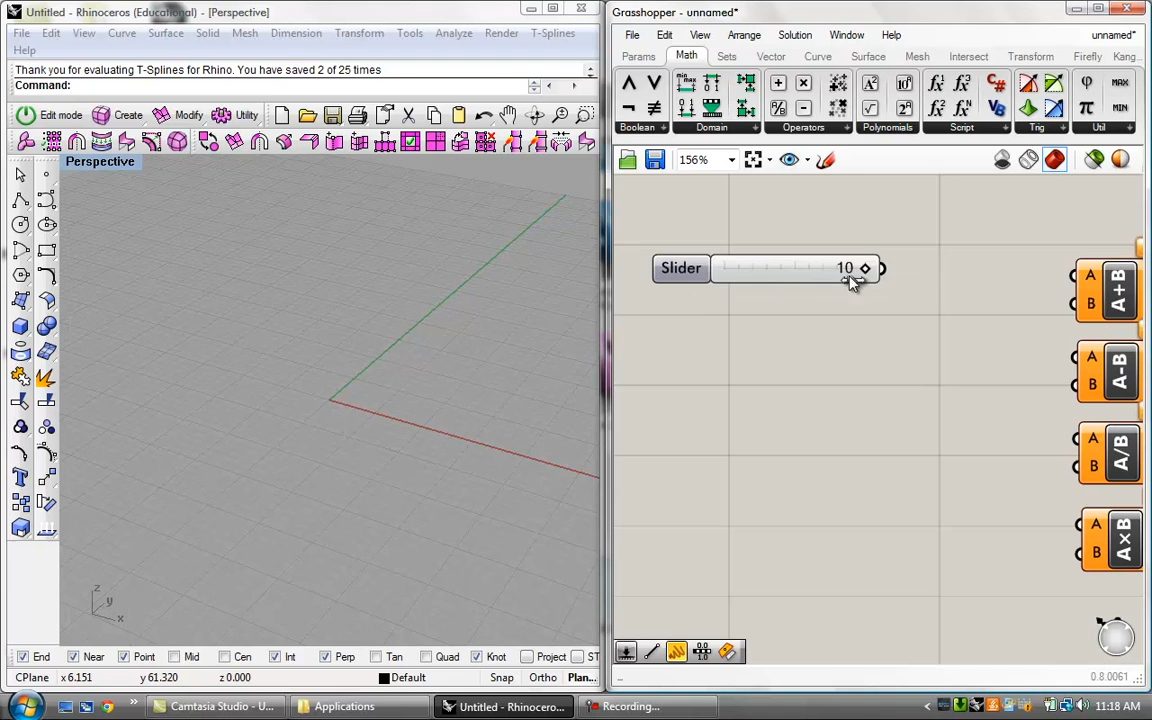 Untitled - Rhinoceros (Educational) - [Perspective]
File Edit View Curve Surface Solid Mesh Dimension Transform Tools Analyze Render T-Splines
Help
Thank you for evaluating T-Splines for Rhino. You have saved 2 of 25 times
Command:
Edit mode Create Modify Utility
Perspective
z
y
x
End Near Point Mid Cen Int Perp Tan Quad Knot Project ST
CPlane x 6.151 y 61.320 z 0.000 Default Snap Ortho Plan...
Grasshopper - unnamed*
File Edit View Arrange Solution Window Help unnamed*
Params Math Sets Vector Curve Surface Mesh Intersect Transform Firefly Kang
Boolean Domain Operators Polynomials Script Trig Util
156%
Slider 10
A
B
A+B
A
B
A-B
A
B
A/B
A
B
A×B
0.8.0061
Camtasia Studio - U... Applications Untitled - Rhinocero... Recording... 11:18 AM